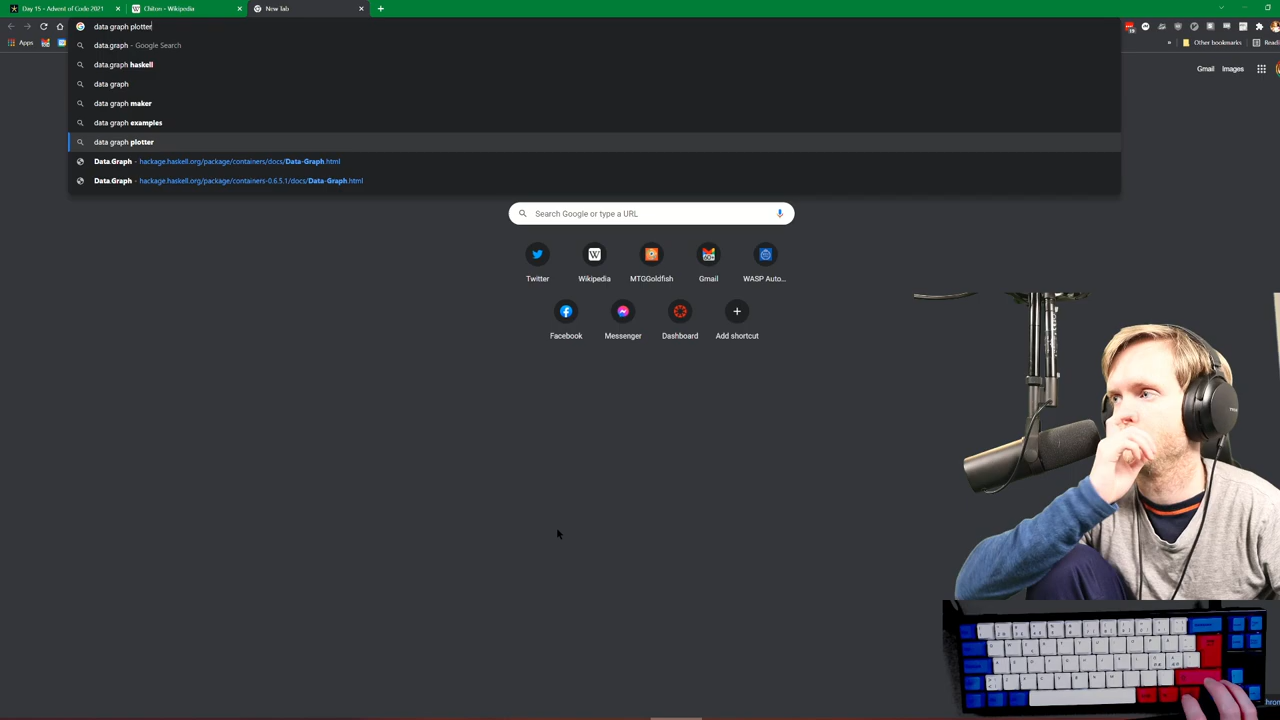 Day 15 - Advent of Code 2021
Chiton - Wikipedia
New Tab
data graph plotter
data.graph - Google Search
data.graph haskell
data graph
data graph maker
data graph examples
data graph plotter
Data.Graph - hackage.haskell.org/package/containers/docs/Data-Graph.html
Data.Graph - hackage.haskell.org/package/containers-0.6.5.1/docs/Data-Graph.html
Apps
Other bookmarks
Readi
Gmail
Images
Search Google or type a URL
Twitter
Wikipedia
MTGGoldfish
Gmail
WASP Auto...
Facebook
Messenger
Dashboard
Add shortcut